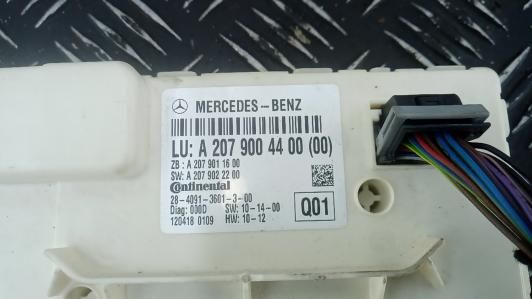 MERCEDES-BENZ
LU: A 207 900 44 00 (00)
ZB: A 207 901 16 00
SW: A 207 902 22 00
Continental
28-4091-3601-3-00
Diag: 000D SW: 10-14-00
120418 0109 HW: 10-12
Q01